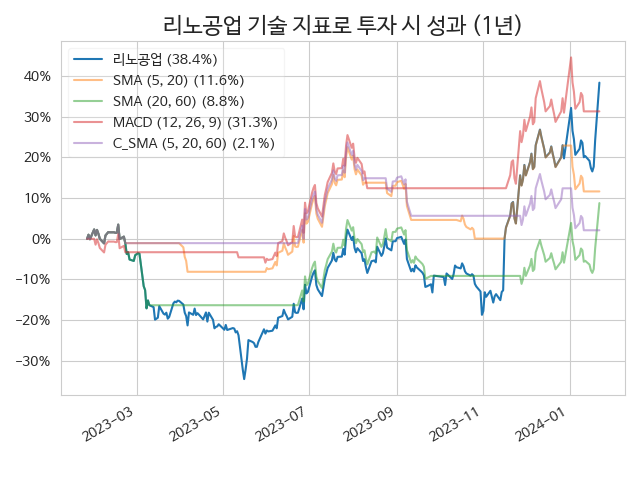 리노공업 기술 지표로 투자 시 성과 (1년)
리노공업 (38.4%)
SMA (5, 20) (11.6%)
SMA (20, 60) (8.8%)
MACD (12, 26, 9) (31.3%)
C_SMA (5, 20, 60) (2.1%)
40%
30%
20%
10%
0%
−10%
−20%
−30%
2023−03
2023−05
2023−07
2023−09
2023−11
2024−01